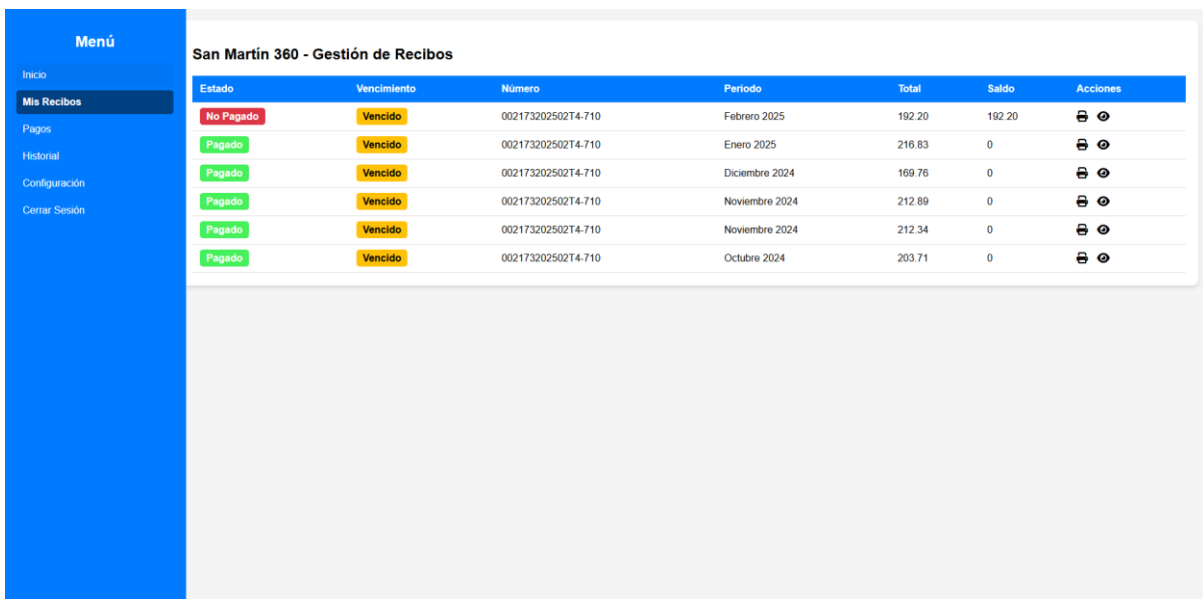 Menú
Inicio
Mis Recibos
Pagos
Historial
Configuración
Cerrar Sesión
San Martín 360 - Gestión de Recibos
Estado Vencimiento Número Periodo Total Saldo Acciones
No Pagado Vencido 002173202502T4-710 Febrero 2025 192.20 192.20
Pagado Vencido 002173202502T4-710 Enero 2025 216.83 0
Pagado Vencido 002173202502T4-710 Diciembre 2024 169.76 0
Pagado Vencido 002173202502T4-710 Noviembre 2024 212.89 0
Pagado Vencido 002173202502T4-710 Noviembre 2024 212.34 0
Pagado Vencido 002173202502T4-710 Octubre 2024 203.71 0